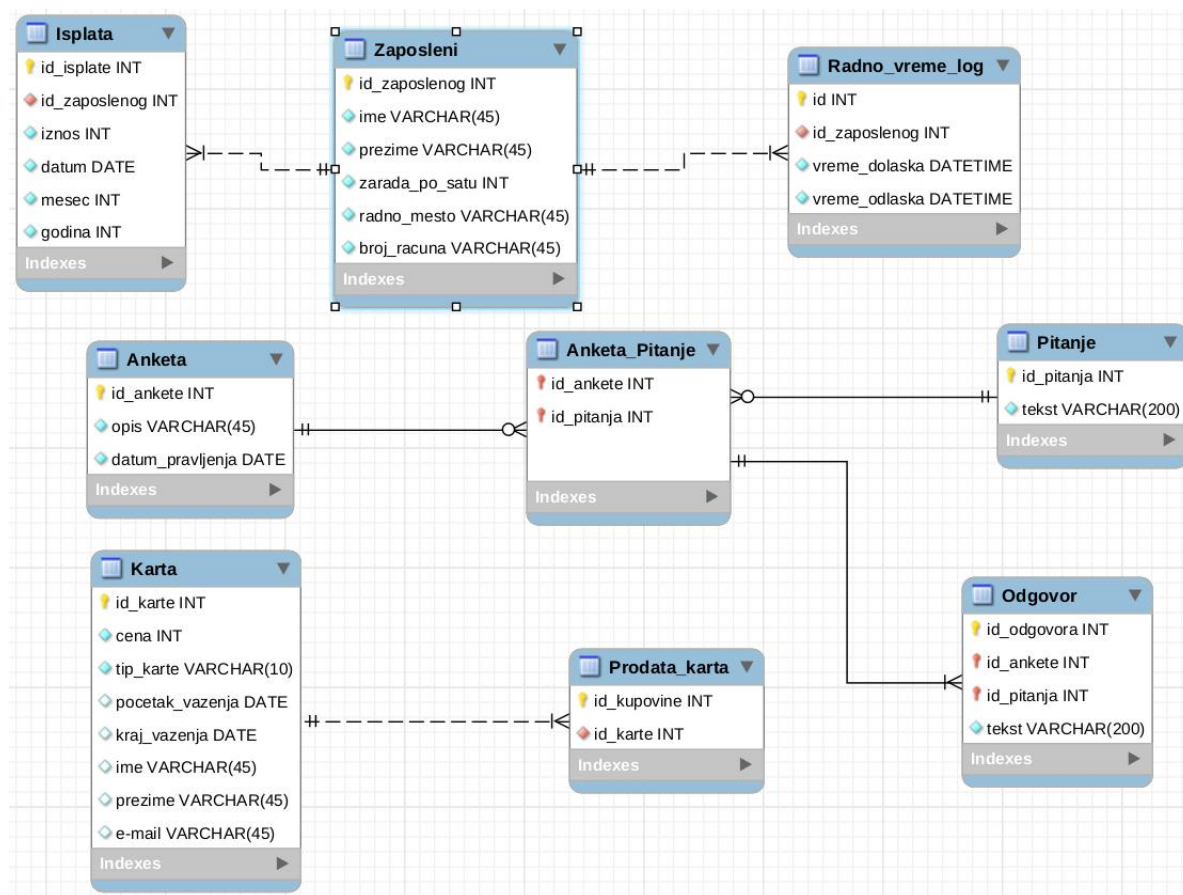 Isplata
id_isplate INT
id_zaposlenog INT
iznos INT
datum DATE
mesec INT
godina INT
Indexes
Zaposleni
id_zaposlenog INT
ime VARCHAR(45)
prezime VARCHAR(45)
zarada_po_satu INT
radno_mesto VARCHAR(45)
broj_racuna VARCHAR(45)
Indexes
Radno_vreme_log
id INT
id_zaposlenog INT
vreme_dolaska DATETIME
vreme_odlaska DATETIME
Indexes
Anketa
id_ankete INT
opis VARCHAR(45)
datum_pravljenja DATE
Indexes
Anketa_Pitanje
id_ankete INT
id_pitanja INT
Indexes
Pitanje
id_pitanja INT
tekst VARCHAR(200)
Indexes
Karta
id_karte INT
cena INT
tip_karte VARCHAR(10)
pocetak_vazenja DATE
kraj_vazenja DATE
ime VARCHAR(45)
prezime VARCHAR(45)
e-mail VARCHAR(45)
Indexes
Prodata_karta
id_kupovine INT
id_karte INT
Indexes
Odgovor
id_odgovora INT
id_ankete INT
id_pitanja INT
tekst VARCHAR(200)
Indexes